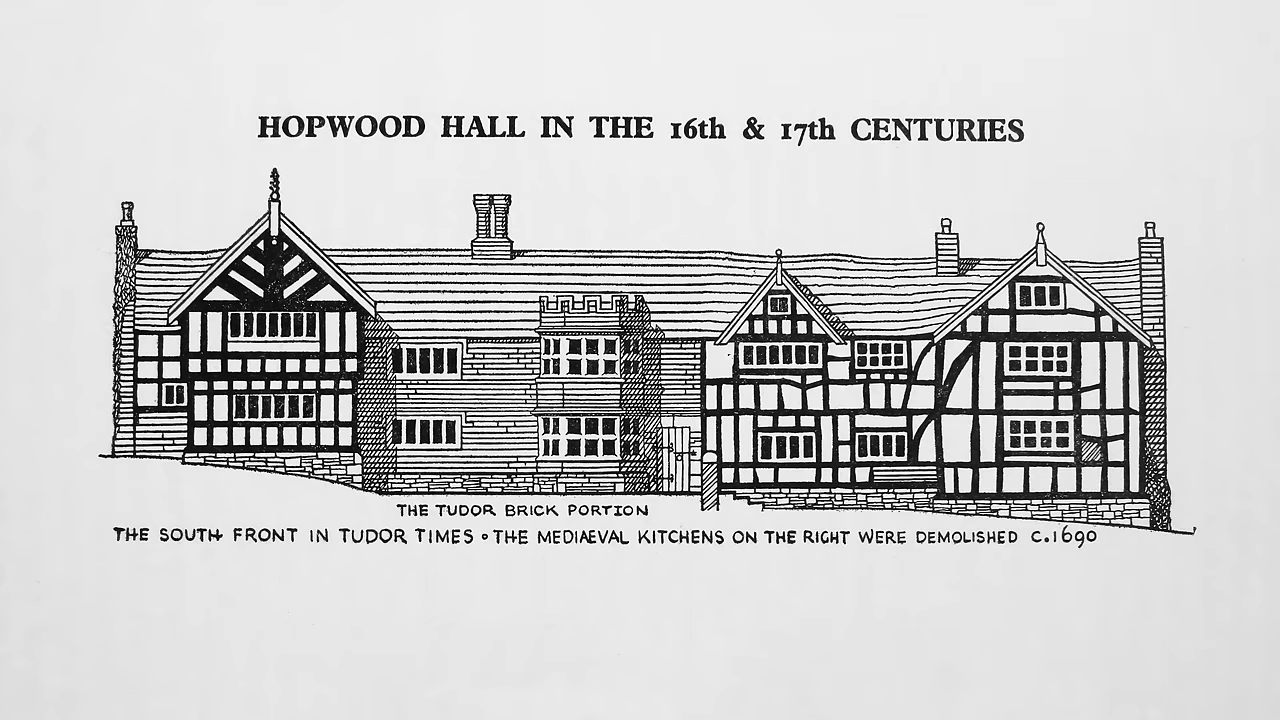 HOPWOOD HALL IN THE 16th & 17th CENTURIES
THE TUDOR BRICK PORTION
THE SOUTH FRONT IN TUDOR TIMES • THE MEDIÆVAL KITCHENS ON THE RIGHT WERE DEMOLISHED C.1690